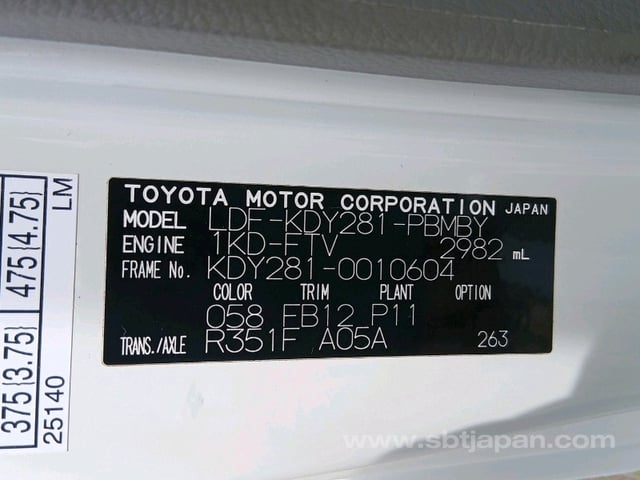 TOYOTA MOTOR CORPORATION JAPAN
MODEL LDF-KDY281-PBMBY
ENGINE 1KD-FTV 2982 mL
FRAME No. KDY281-0010604
COLOR TRIM PLANT OPTION
058 FB12 P11
TRANS./AXLE R351F A05A 263
375(3.75) 475(4.75)
25140 LM
www.sbtjapan.com